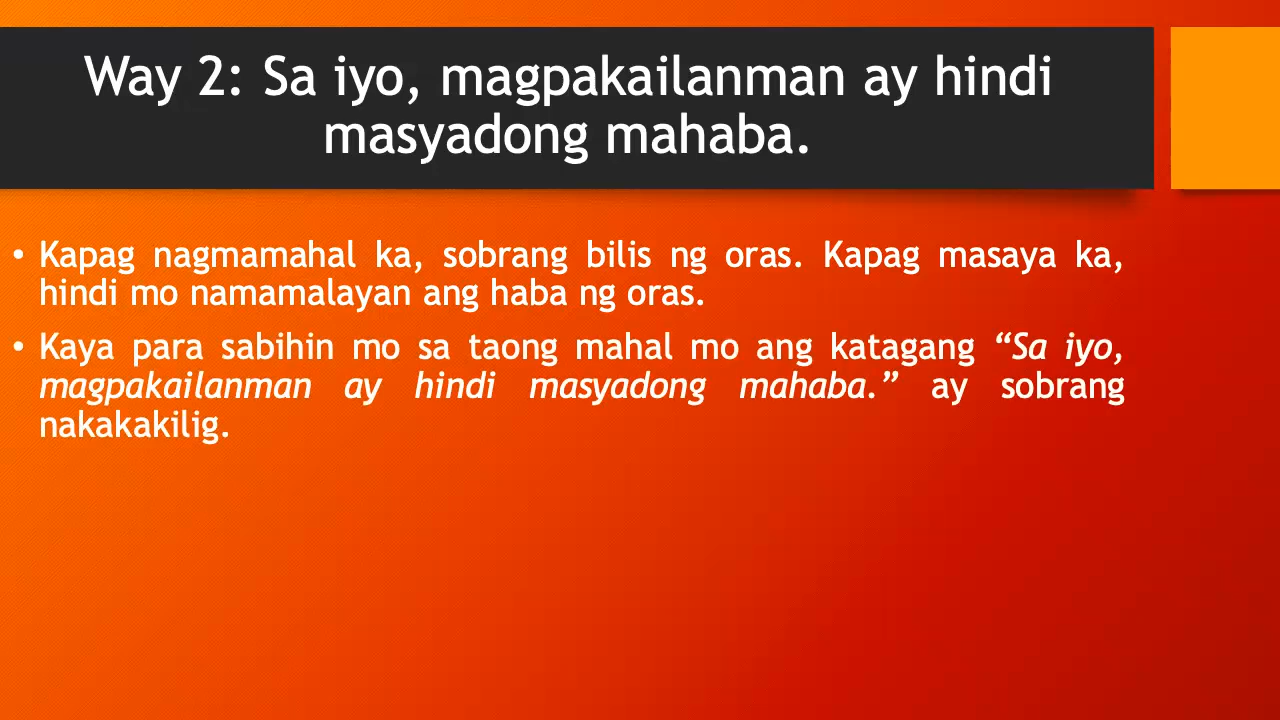 Way 2: Sa iyo, magpakailanman ay hindi
masyadong mahaba.
• Kapag nagmamahal ka, sobrang bilis ng oras. Kapag masaya ka,
hindi mo namamalayan ang haba ng oras.
• Kaya para sabihin mo sa taong mahal mo ang katagang “Sa iyo,
magpakailanman ay hindi masyadong mahaba.” ay sobrang
nakakakilig.